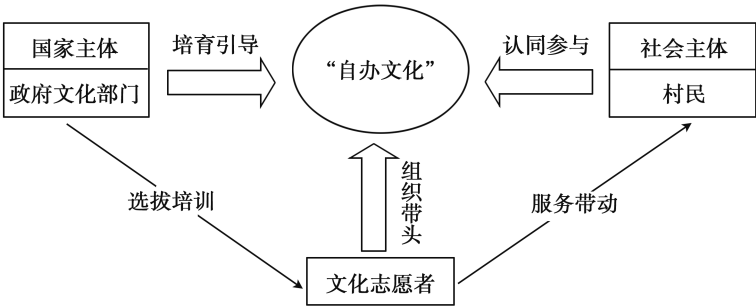 国家主体
政府文化部门
培育引导
“自办文化”
认同参与
社会主体
村民
选拔培训
组织带头
服务带动
文化志愿者